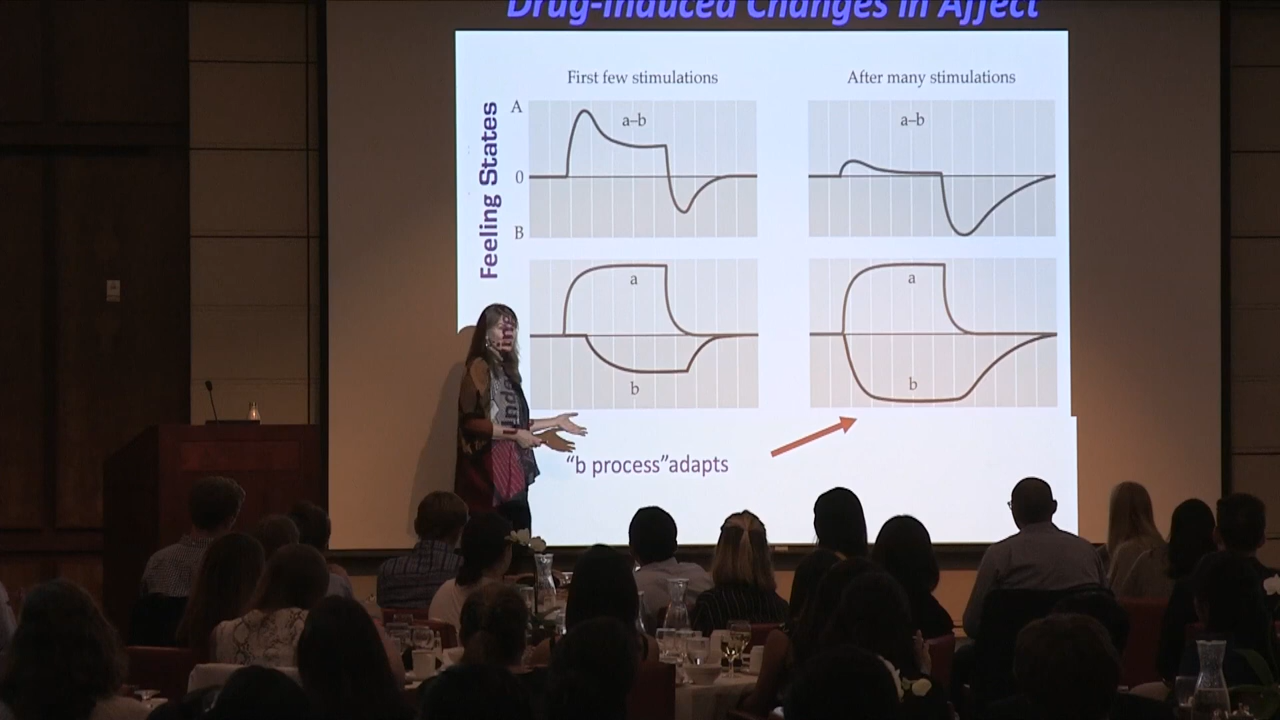 Drug-Induced Changes in Affect
First few stimulations
After many stimulations
Feeling States
A
0
B
a–b
a–b
a
b
a
b
"b process"adapts